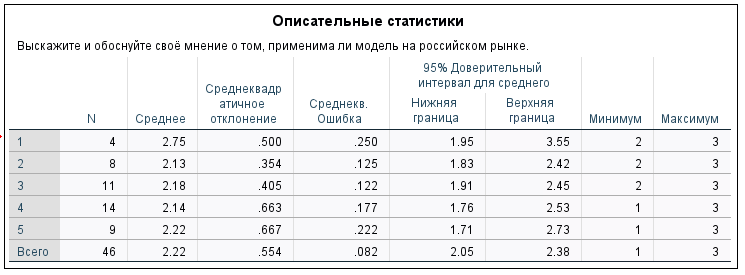 Описательные статистики
Выскажите и обоснуйте своё мнение о том, применима ли модель на российском рынке.
N Среднее Среднеквадр атичное отклонение Среднекв. Ошибка 95% Доверительный интервал для среднего Минимум Максимум
Нижняя граница Верхняя граница
1 4 2.75 .500 .250 1.95 3.55 2 3
2 8 2.13 .354 .125 1.83 2.42 2 3
3 11 2.18 .405 .122 1.91 2.45 2 3
4 14 2.14 .663 .177 1.76 2.53 1 3
5 9 2.22 .667 .222 1.71 2.73 1 3
Всего 46 2.22 .554 .082 2.05 2.38 1 3